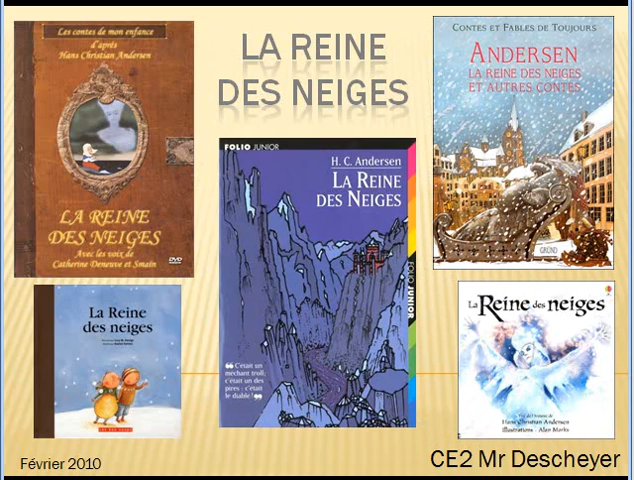 LA REINE
DES NEIGES
Les contes de mon enfance
d'après
Hans Christian Andersen
LA REINE
DES NEIGES
Avec les voix de
Catherine Deneuve et Smaïn
DVD
FOLIO JUNIOR
H. C. Andersen
LA REINE
DES NEIGES
FOLIO JUNIOR
C'était un
méchant troll;
c'était un des
pires : c'était
le diable!
CONTES ET FABLES DE TOUJOURS
ANDERSEN
LA REINE DES NEIGES
ET AUTRES CONTES
GRÜND
La Reine
des neiges
La Reine des neiges
Hans Christian Andersen
Illustrations - Alan Marks
Février 2010
CE2 Mr Descheyer